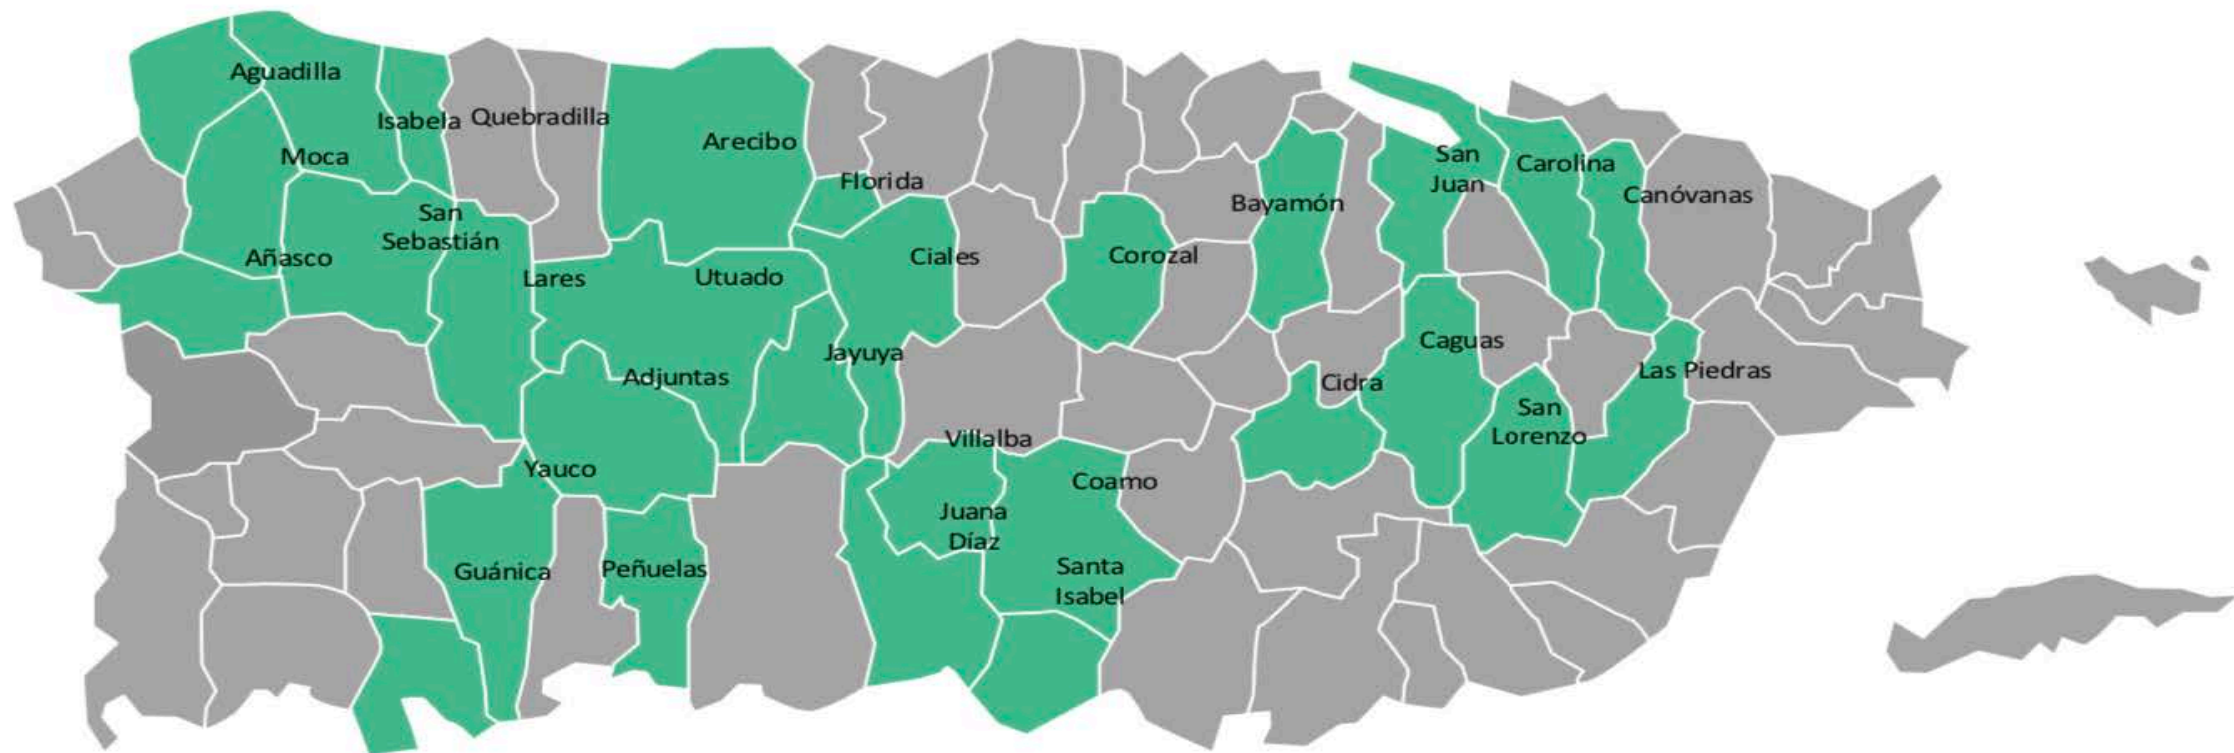 Aguadilla
Isabela
Quebradilla
Moca
Arecibo
Florida
San
Juan
Carolina
Canóvanas
Bayamón
San
Sebastián
Añasco
Lares
Utuado
Ciales
Corozal
Caguas
Jayuya
Adjuntas
Cidra
Las Piedras
San
Lorenzo
Villalba
Yauco
Coamo
Juana
Díaz
Guánica
Peñuelas
Santa
Isabel